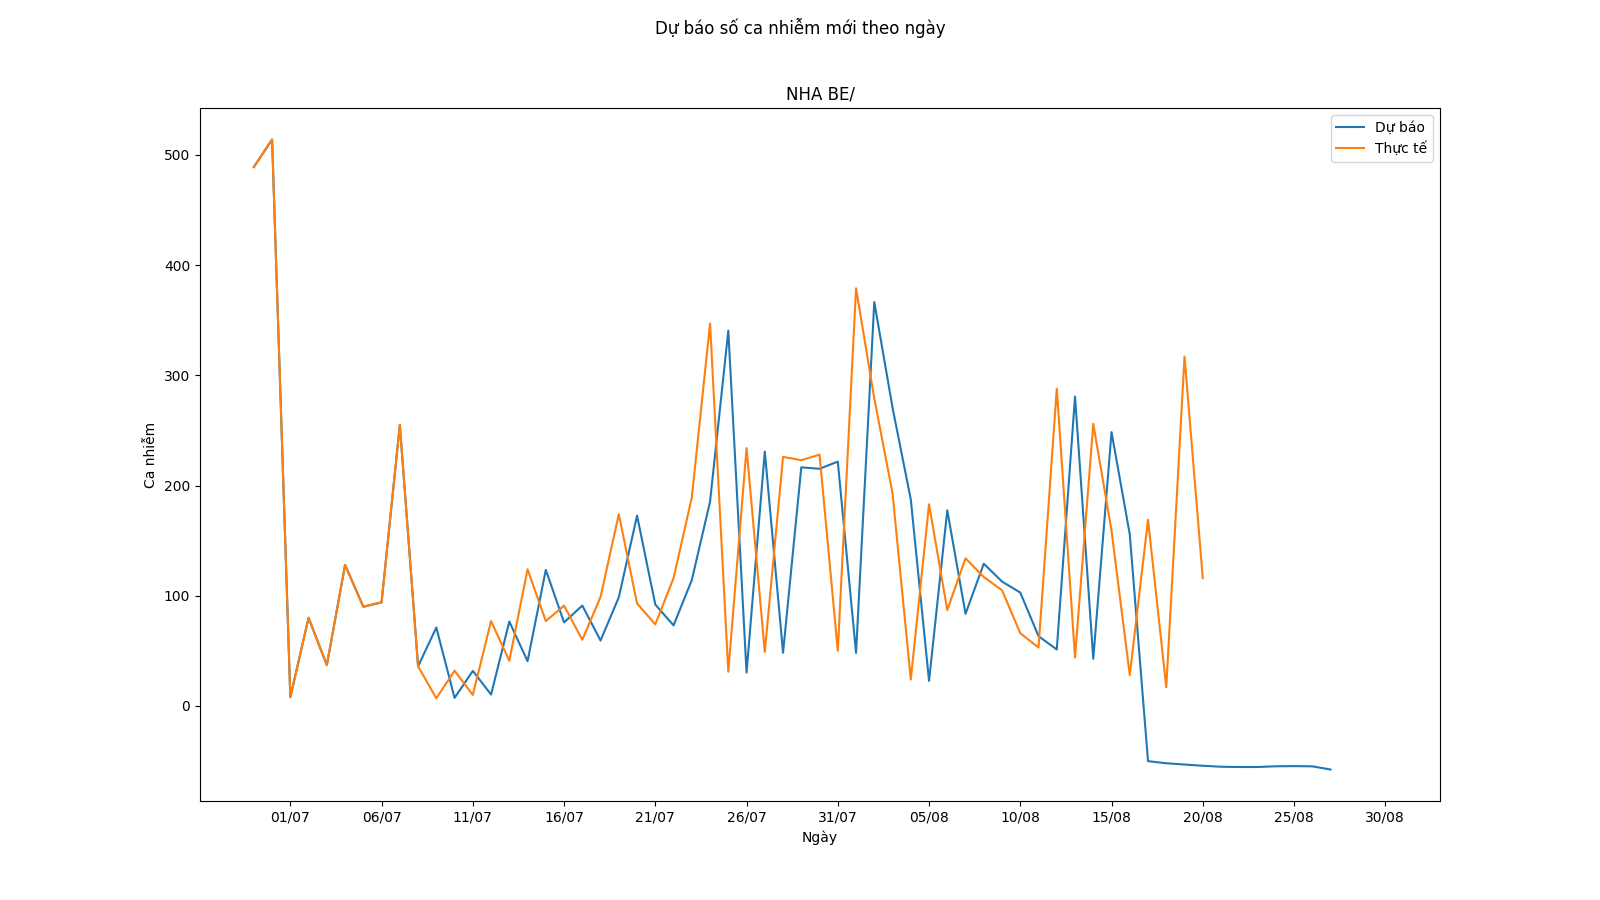 Dự báo số ca nhiễm mới theo ngày
NHA BE/
Dự báo
Thực tế
500
400
300
200
100
0
Ca nhiễm
01/07 06/07 11/07 16/07 21/07 26/07 31/07 05/08 10/08 15/08 20/08 25/08 30/08
Ngày